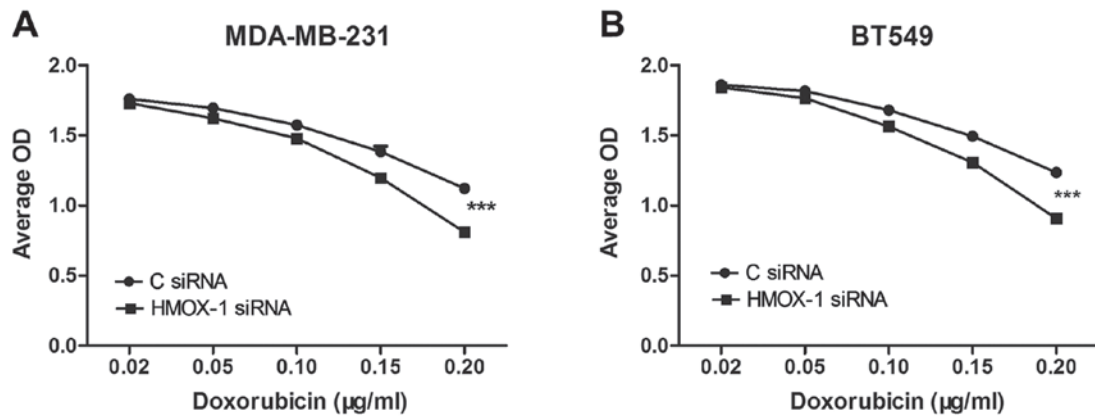 A
MDA-MB-231
2.0
1.5
1.0
0.5
0.0
Average OD
***
C siRNA
HMOX-1 siRNA
0.02 0.05 0.10 0.15 0.20
Doxorubicin (µg/ml)
B
BT549
2.0
1.5
1.0
0.5
0.0
Average OD
***
C siRNA
HMOX-1 siRNA
0.02 0.05 0.10 0.15 0.20
Doxorubicin (µg/ml)